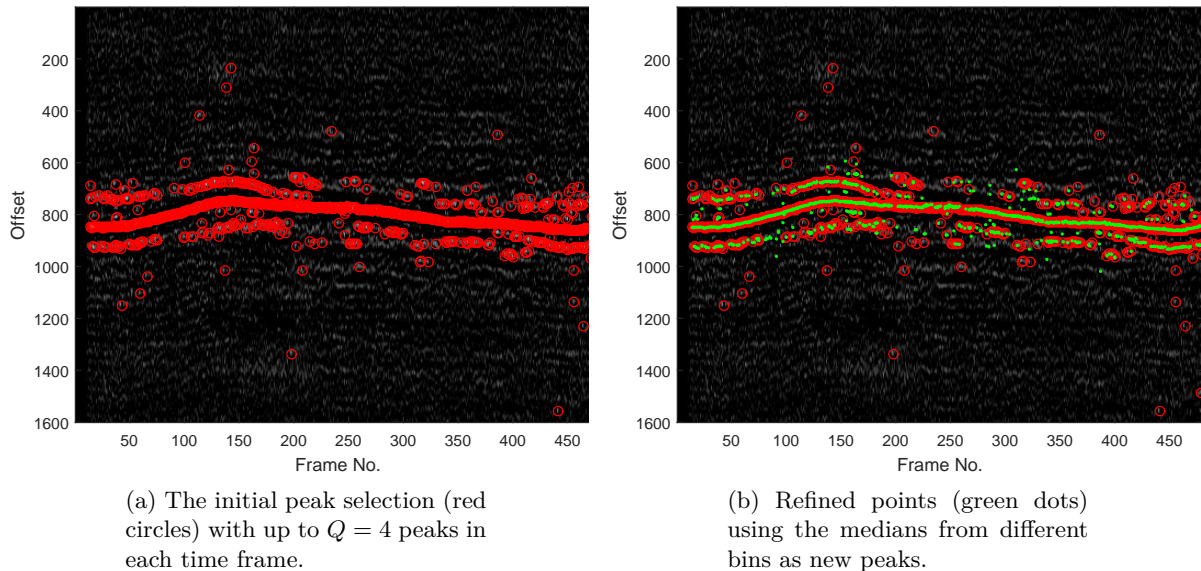 200
400
600
800
1000
1200
1400
1600
50 100 150 200 250 300 350 400 450
Frame No.
Offset
(a) The initial peak selection (red
circles) with up to Q = 4 peaks in
each time frame.
200
400
600
800
1000
1200
1400
1600
50 100 150 200 250 300 350 400 450
Frame No.
Offset
(b) Refined points (green dots)
using the medians from different
bins as new peaks.